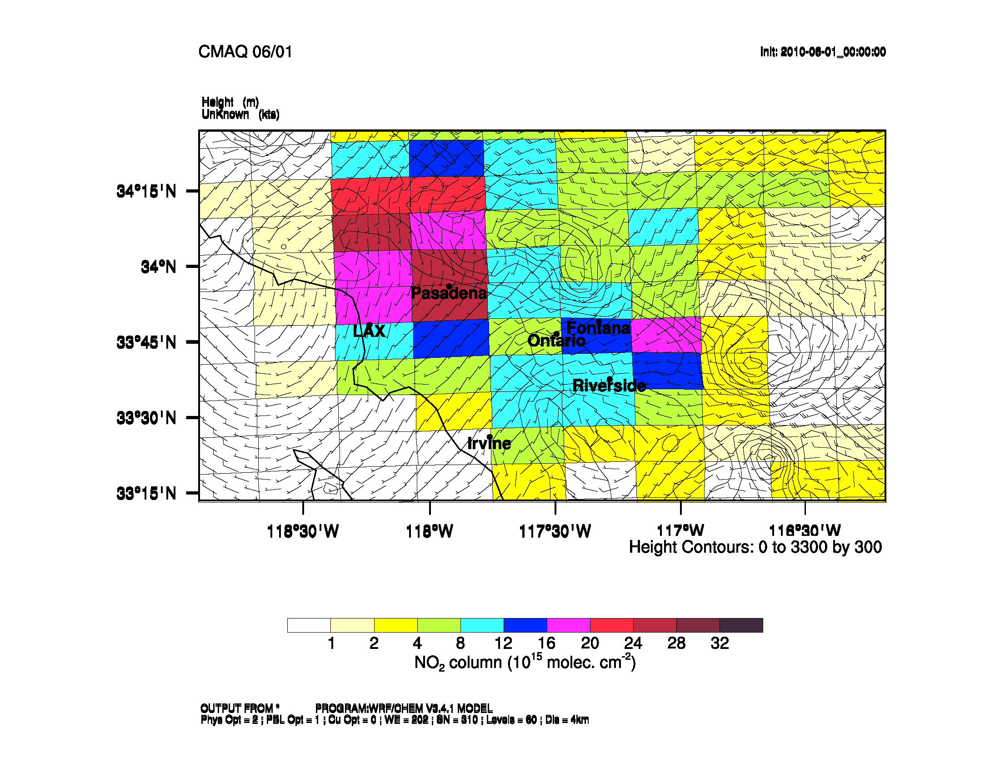 CMAQ 06/01
Init: 2010-06-01_00:00:00
Height (m)
UnKnown (kts)
34°15'N
34°N
33°45'N
33°30'N
33°15'N
Pasadena
LAX
Fontana
Ontario
Riverside
Irvine
118°30'W 118°W 117°30'W 117°W 116°30'W
Height Contours: 0 to 3300 by 300
1 2 4 8 12 16 20 24 28 32
NO₂ column (10¹⁵ molec. cm⁻²)
OUTPUT FROM * PROGRAM:WRF/CHEM V3.4.1 MODEL
Phys Opt = 2 ; PBL Opt = 1 ; Cu Opt = 0 ; WE = 202 ; SN = 310 ; Levels = 60 ; Dis = 4km